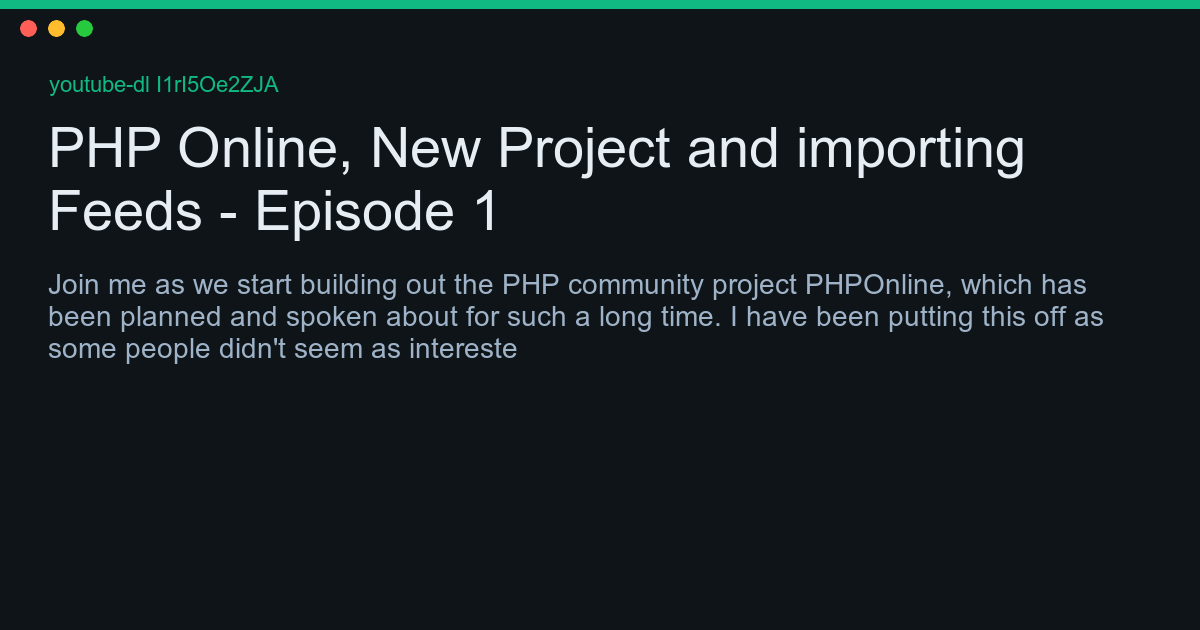 youtube-dl I1rI5Oe2ZJA
PHP Online, New Project and importing
Feeds - Episode 1
Join me as we start building out the PHP community project PHPOnline, which has
been planned and spoken about for such a long time. I have been putting this off as
some people didn't seem as intereste